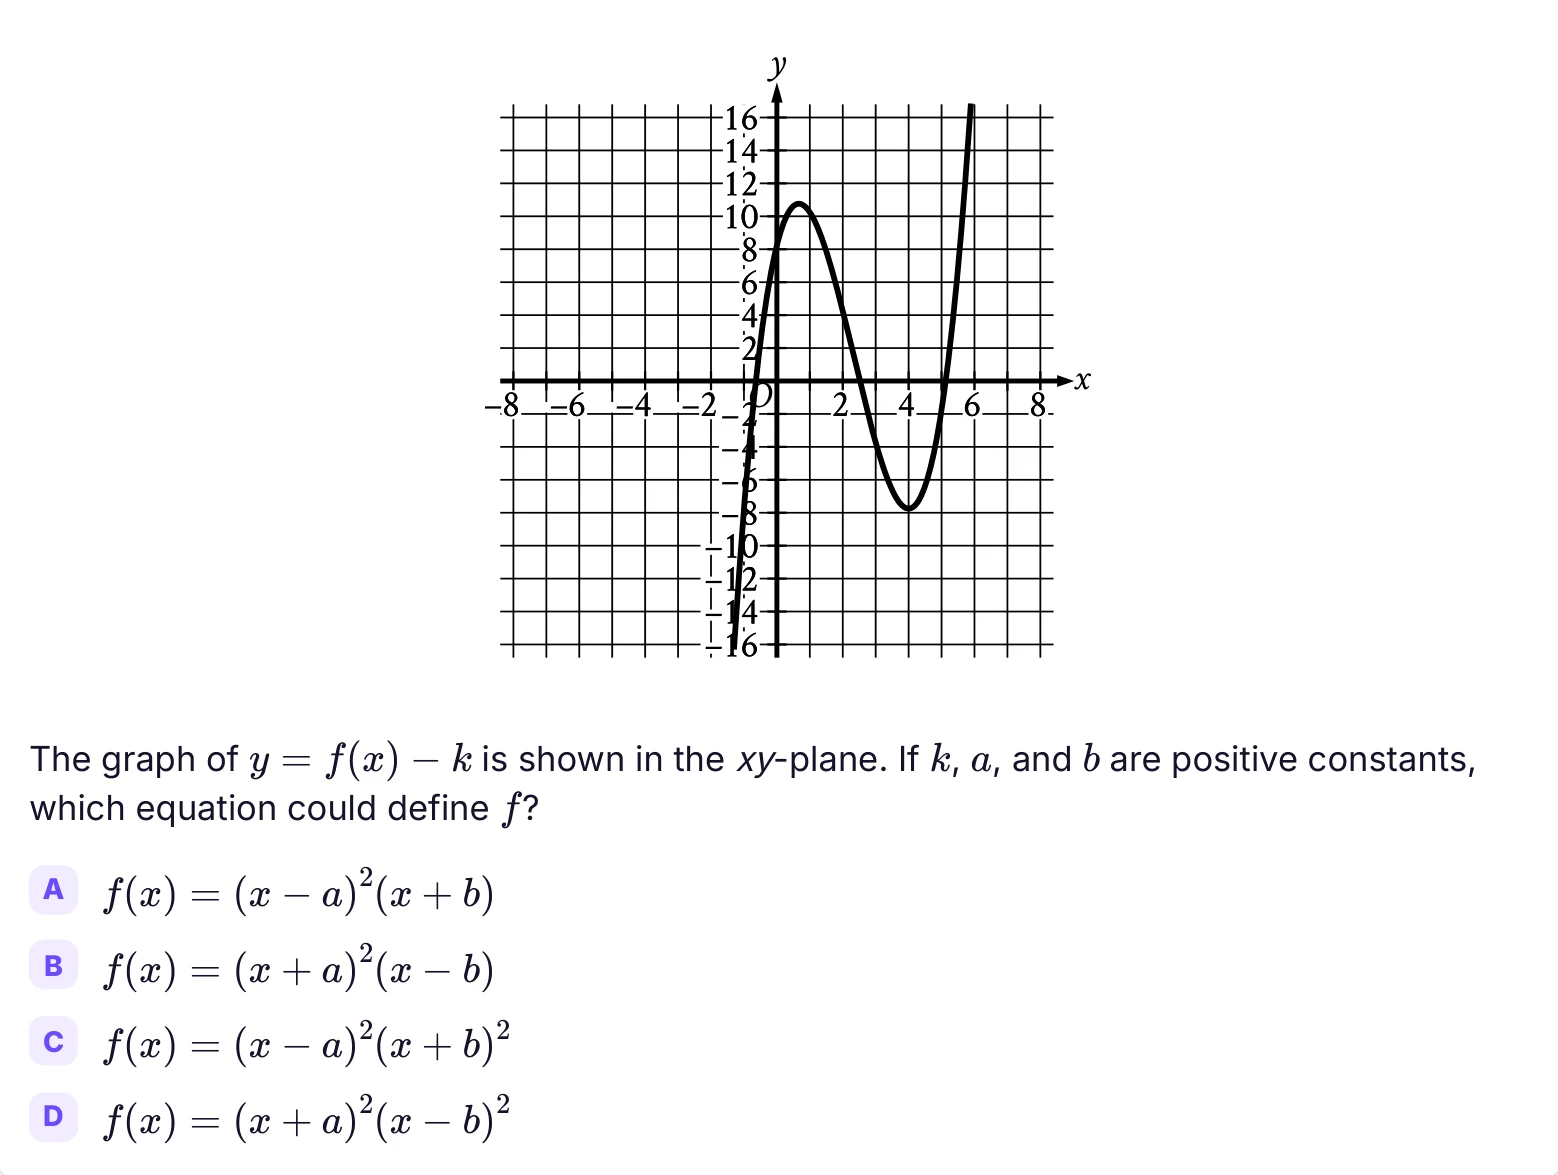 y
16
14
12
10
8
6
4
2
−8 −6 −4 −2 O 2 4 6 8 x
−2
−4
−6
−8
−10
−12
−14
−16
The graph of y = f(x) − k is shown in the xy-plane. If k, a, and b are positive constants,
which equation could define f?
A f(x) = (x − a)²(x + b)
B f(x) = (x + a)²(x − b)
C f(x) = (x − a)²(x + b)²
D f(x) = (x + a)²(x − b)²